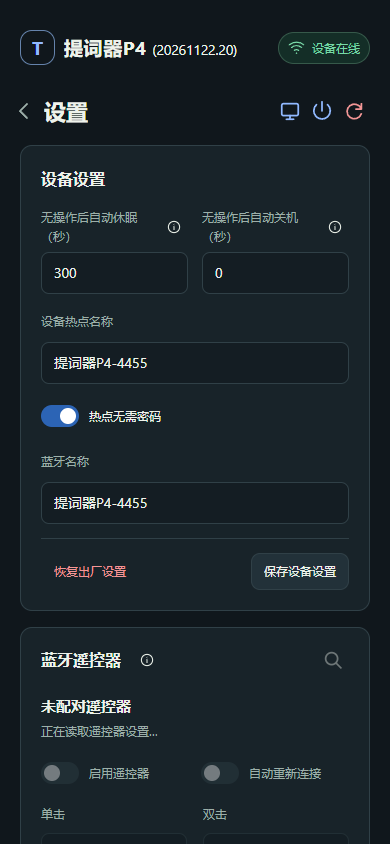 T 提词器P4 (20261122.20) 设备在线
设置
设备设置
无操作后自动休眠（秒） 无操作后自动关机（秒）
300 0
设备热点名称
提词器P4-4455
热点无需密码
蓝牙名称
提词器P4-4455
恢复出厂设置 保存设备设置
蓝牙遥控器
未配对遥控器
正在读取遥控器设置...
启用遥控器 自动重新连接
单击 双击